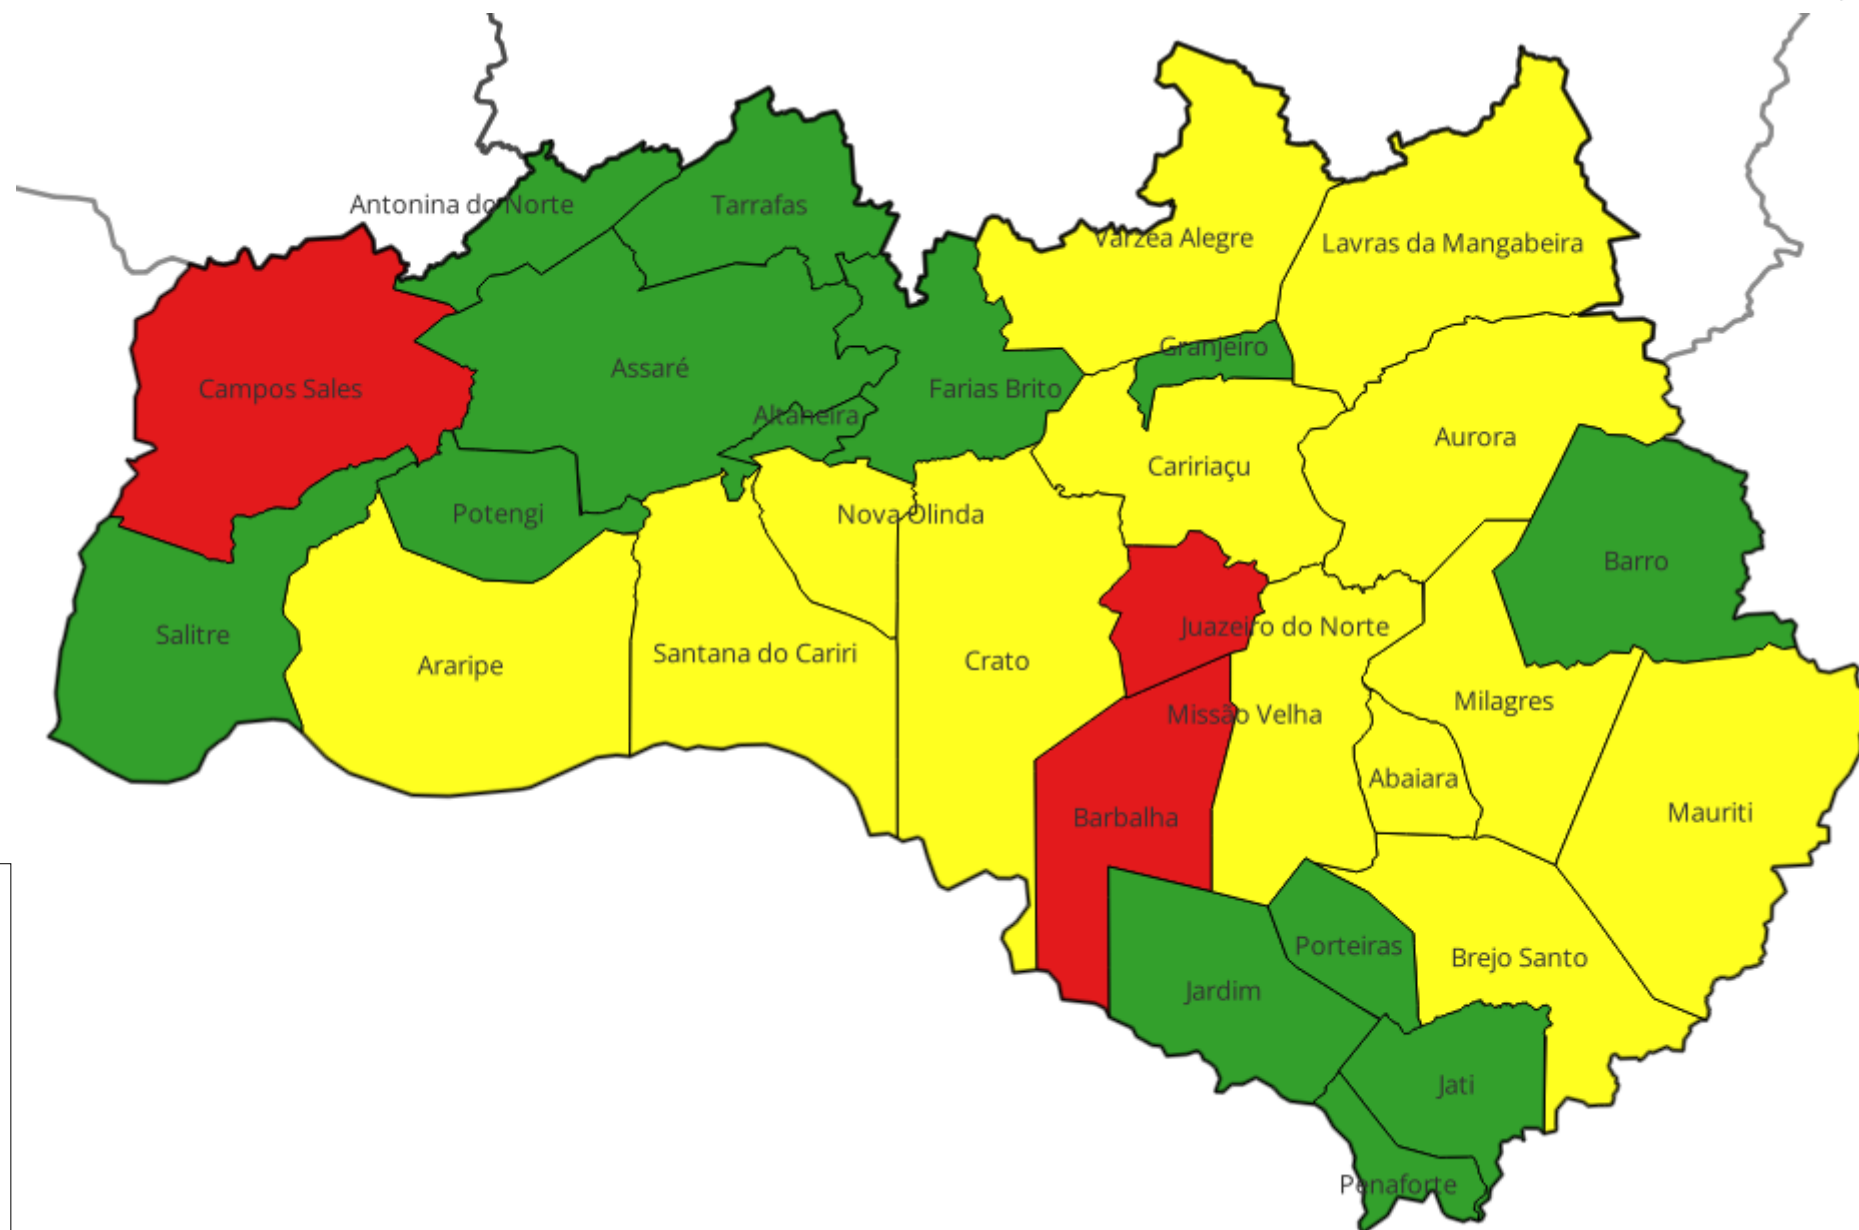 Antonina do Norte
Tarrafas
Várzea Alegre
Lavras da Mangabeira
Campos Sales
Assaré
Granjeiro
Farias Brito
Altaneira
Aurora
Caririaçu
Potengi
Nova Olinda
Barro
Salitre
Juazeiro do Norte
Araripe
Santana do Cariri
Crato
Milagres
Missão Velha
Abaiara
Barbalha
Mauriti
Porteiras
Brejo Santo
Jardim
Jati
Penaforte